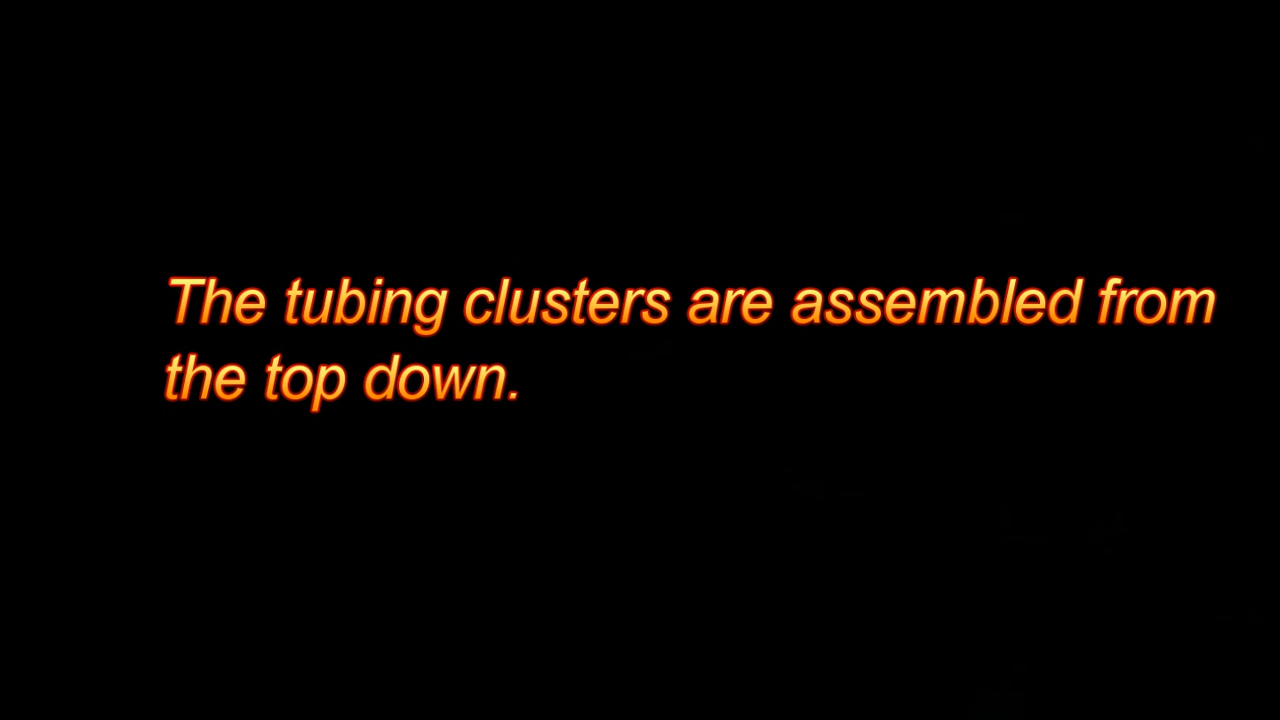 The tubing clusters are assembled from
the top down.